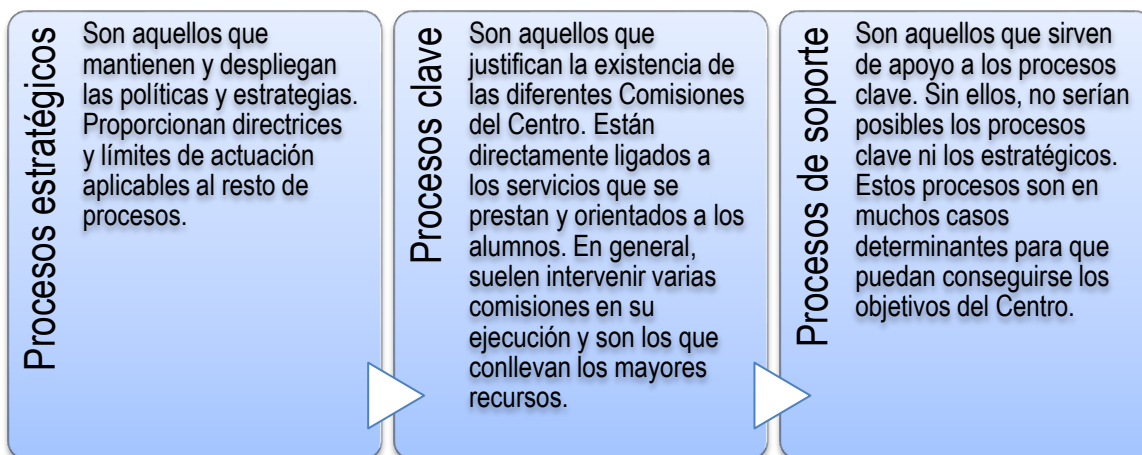 Procesos estratégicos
Son aquellos que
mantienen y despliegan
las políticas y estrategias.
Proporcionan directrices
y límites de actuación
aplicables al resto de
procesos.
Procesos clave
Son aquellos que
justifican la existencia de
las diferentes Comisiones
del Centro. Están
directamente ligados a
los servicios que se
prestan y orientados a los
alumnos. En general,
suelen intervenir varias
comisiones en su
ejecución y son los que
conllevan los mayores
recursos.
Procesos de soporte
Son aquellos que sirven
de apoyo a los procesos
clave. Sin ellos, no serían
posibles los procesos
clave ni los estratégicos.
Estos procesos son en
muchos casos
determinantes para que
puedan conseguirse los
objetivos del Centro.